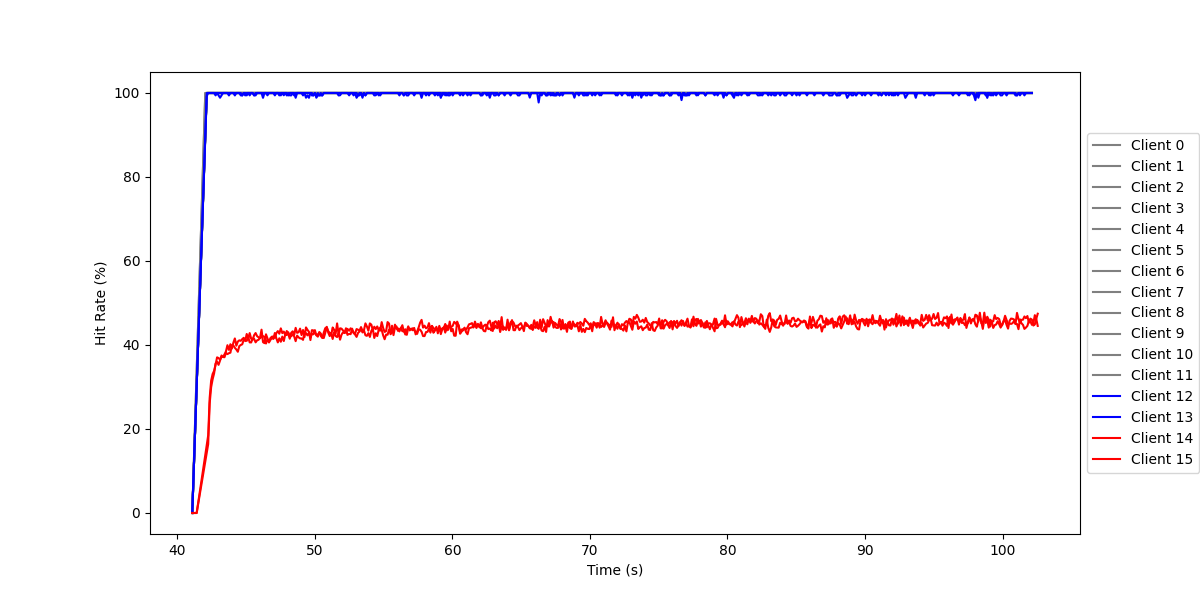 100
80
60
40
20
0
Hit Rate (%)
40 50 60 70 80 90 100
Time (s)
Client 0
Client 1
Client 2
Client 3
Client 4
Client 5
Client 6
Client 7
Client 8
Client 9
Client 10
Client 11
Client 12
Client 13
Client 14
Client 15